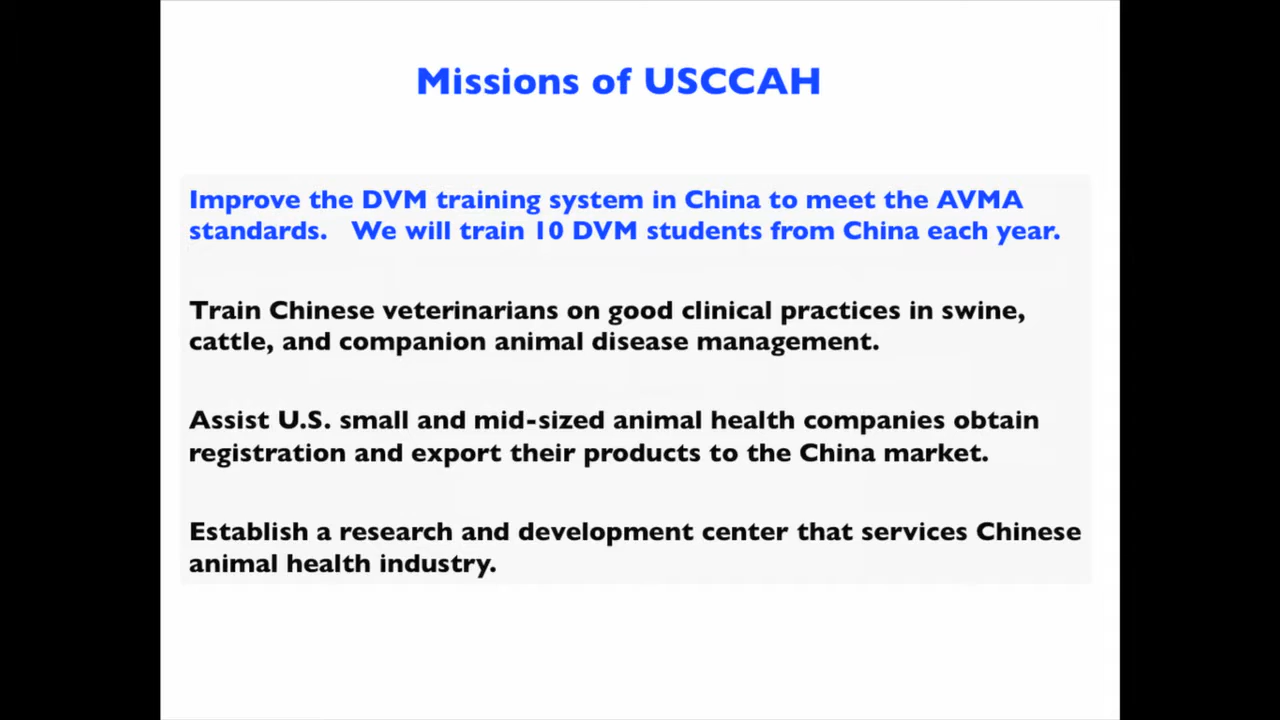 Missions of USCCAH
Improve the DVM training system in China to meet the AVMA
standards. We will train 10 DVM students from China each year.
Train Chinese veterinarians on good clinical practices in swine,
cattle, and companion animal disease management.
Assist U.S. small and mid-sized animal health companies obtain
registration and export their products to the China market.
Establish a research and development center that services Chinese
animal health industry.